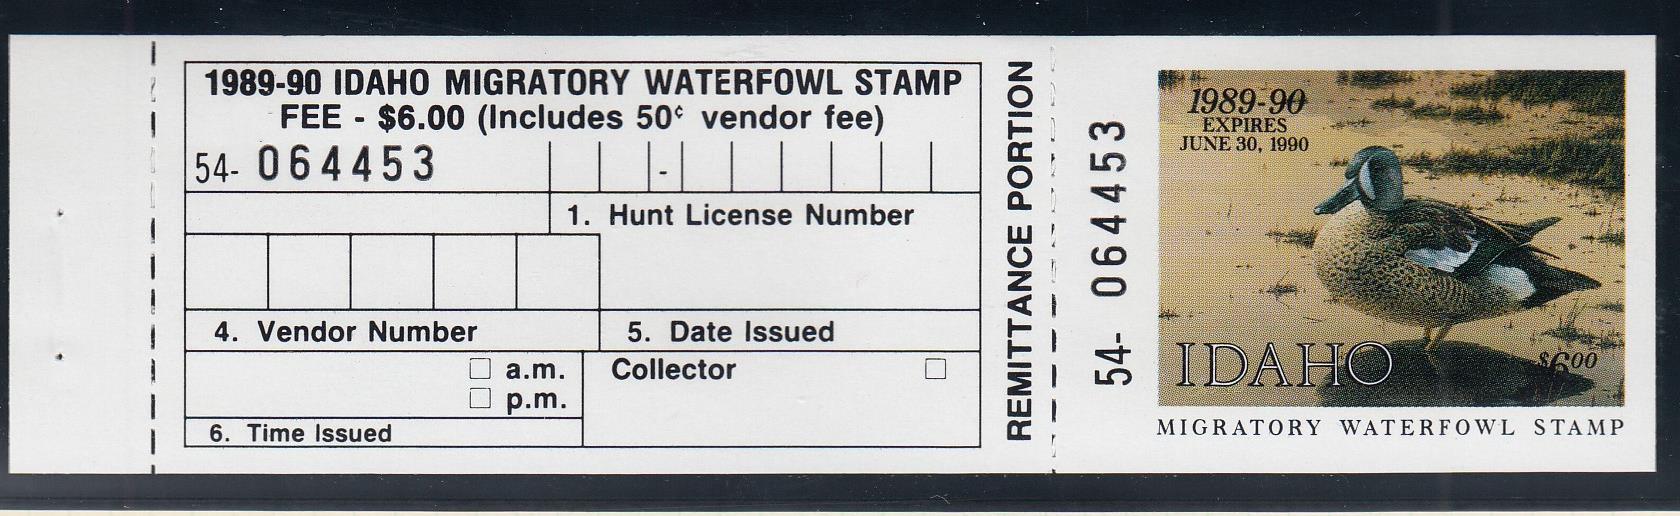 1989-90 IDAHO MIGRATORY WATERFOWL STAMP
FEE - $6.00 (Includes 50¢ vendor fee)
54- 064453
-
1. Hunt License Number
4. Vendor Number
5. Date Issued
a.m.
p.m.
Collector
6. Time Issued
REMITTANCE PORTION
54- 064453
1989-90
EXPIRES
JUNE 30, 1990
IDAHO
$6.00
MIGRATORY WATERFOWL STAMP